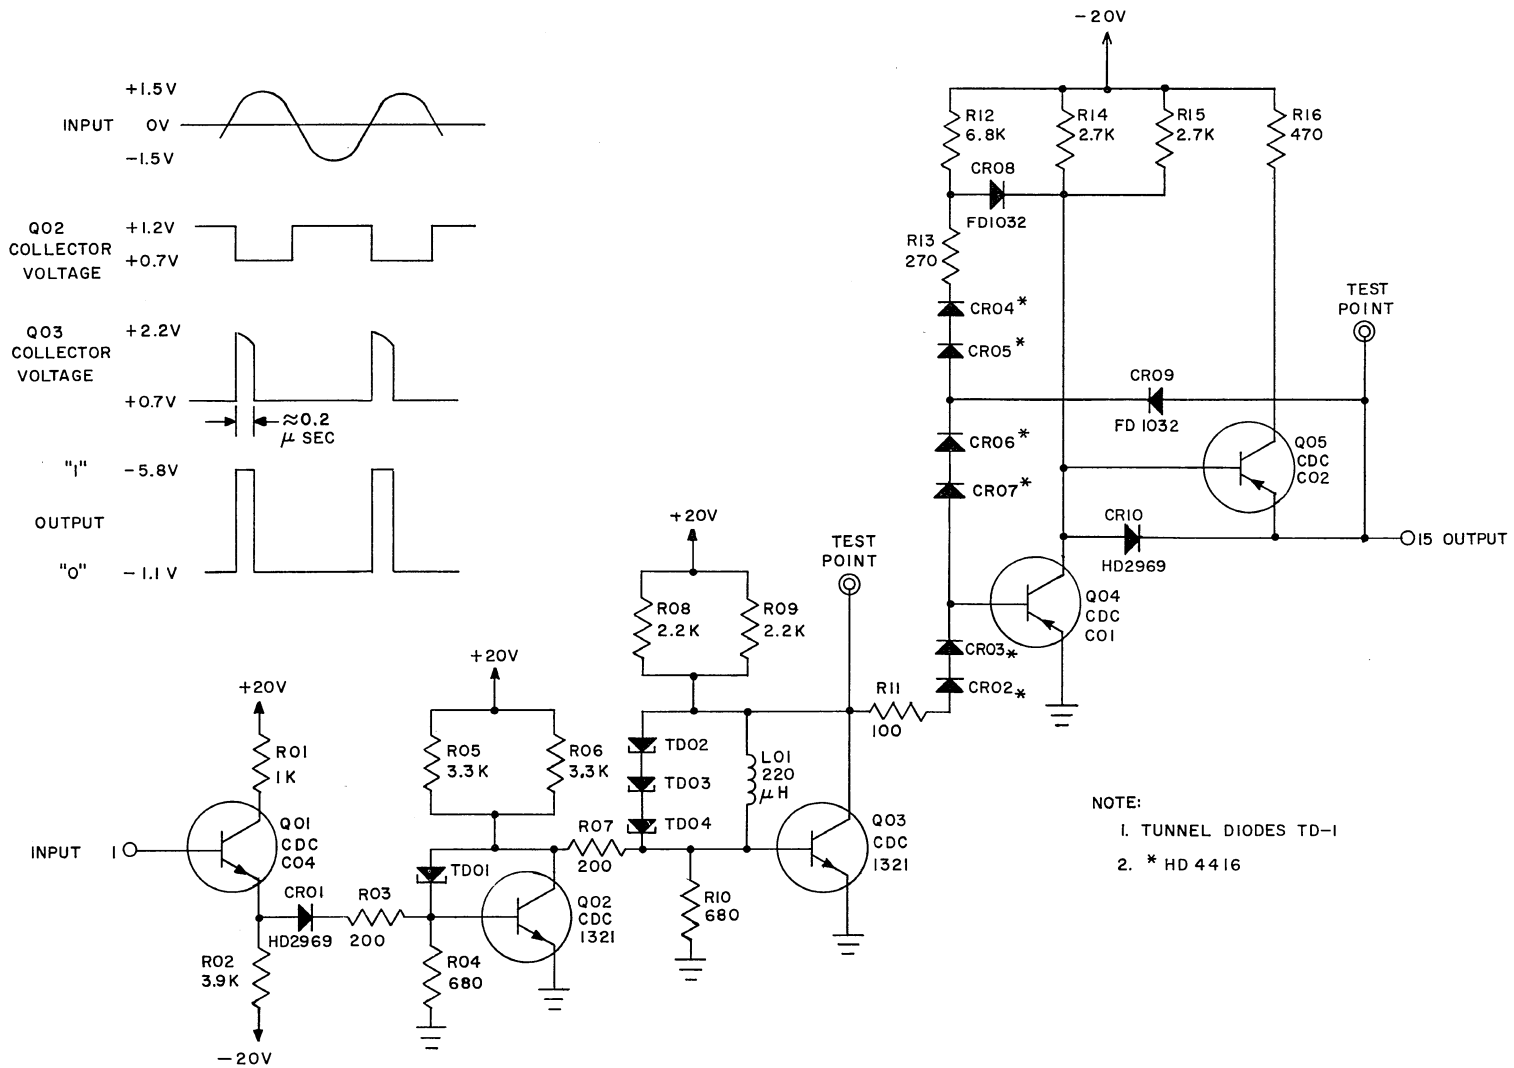 -20V
+1.5V
INPUT 0V
-1.5V
R12
6.8K
R14
2.7K
R15
2.7K
R16
470
CR08
FD1032
Q02
COLLECTOR
VOLTAGE
+1.2V
+0.7V
R13
270
TEST
POINT
CR04*
CR05*
Q03
COLLECTOR
VOLTAGE
+2.2V
+0.7V
≈0.2
μ SEC
CR09
FD 1032
CR06*
CR07*
Q05
CDC
C02
"1" -5.8V
OUTPUT
"0" -1.1V
+20V
TEST
POINT
CR10
HD2969
15 OUTPUT
Q04
CDC
C01
R08
2.2K
R09
2.2K
CR03*
CR02*
+20V
+20V
R11
100
R01
1K
R05
3.3K
R06
3.3K
TD02
TD03
TD04
L01
220
μH
NOTE:
1. TUNNEL DIODES TD-1
2. * HD 4416
INPUT 1
Q01
CDC
C04
R07
200
Q03
CDC
1321
TD01
CR01
HD2969
R03
200
Q02
CDC
1321
R10
680
R02
3.9K
R04
680
-20V